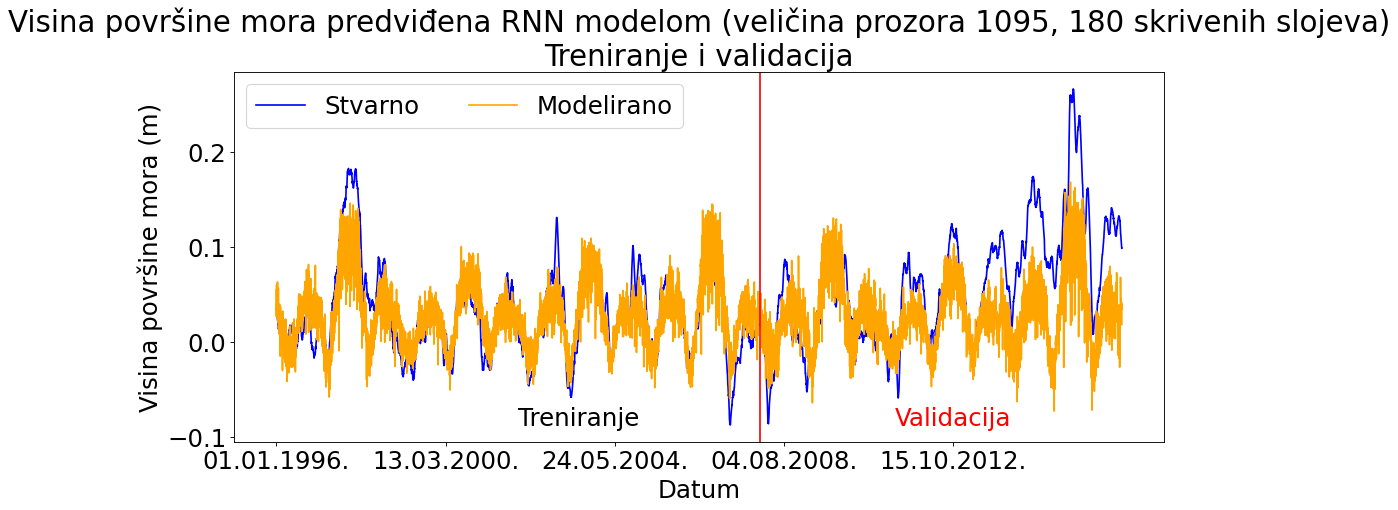 Visina površine mora predviđena RNN modelom (veličina prozora 1095, 180 skrivenih slojeva)
Treniranje i validacija
Stvarno
Modelirano
Visina površine mora (m)
0.2
0.1
0.0
−0.1
Treniranje
Validacija
01.01.1996.
13.03.2000.
24.05.2004.
04.08.2008.
15.10.2012.
Datum